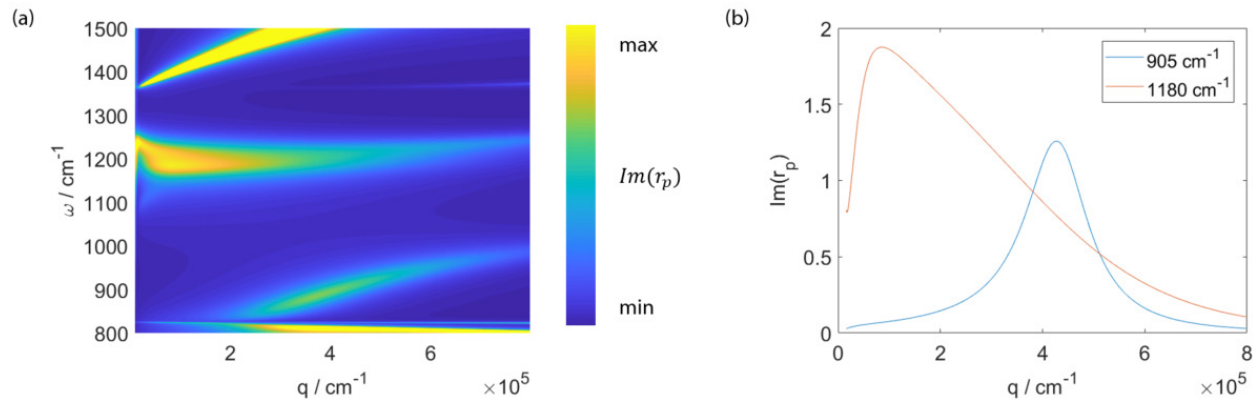 (a)
1500
1400
1300
1200
1100
1000
900
800
ω / cm⁻¹
2 4 6
q / cm⁻¹ ×10⁵
max
Im(rₚ)
min
(b)
2
1.5
1
0.5
0
Im(rₚ)
905 cm⁻¹
1180 cm⁻¹
0 2 4 6 8
q / cm⁻¹ ×10⁵